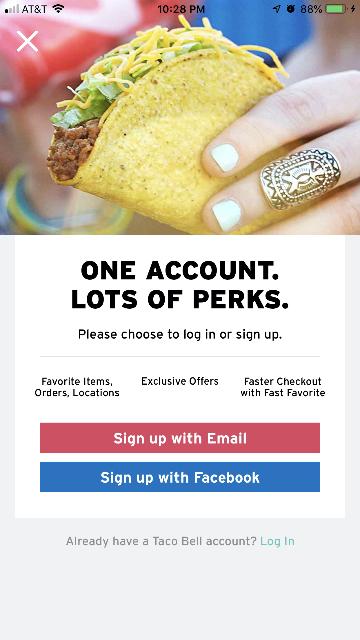 AT&T 10:28 PM 88%
ONE ACCOUNT.
LOTS OF PERKS.
Please choose to log in or sign up.
Favorite Items,
Orders, Locations
Exclusive Offers
Faster Checkout
with Fast Favorite
Sign up with Email
Sign up with Facebook
Already have a Taco Bell account? Log In